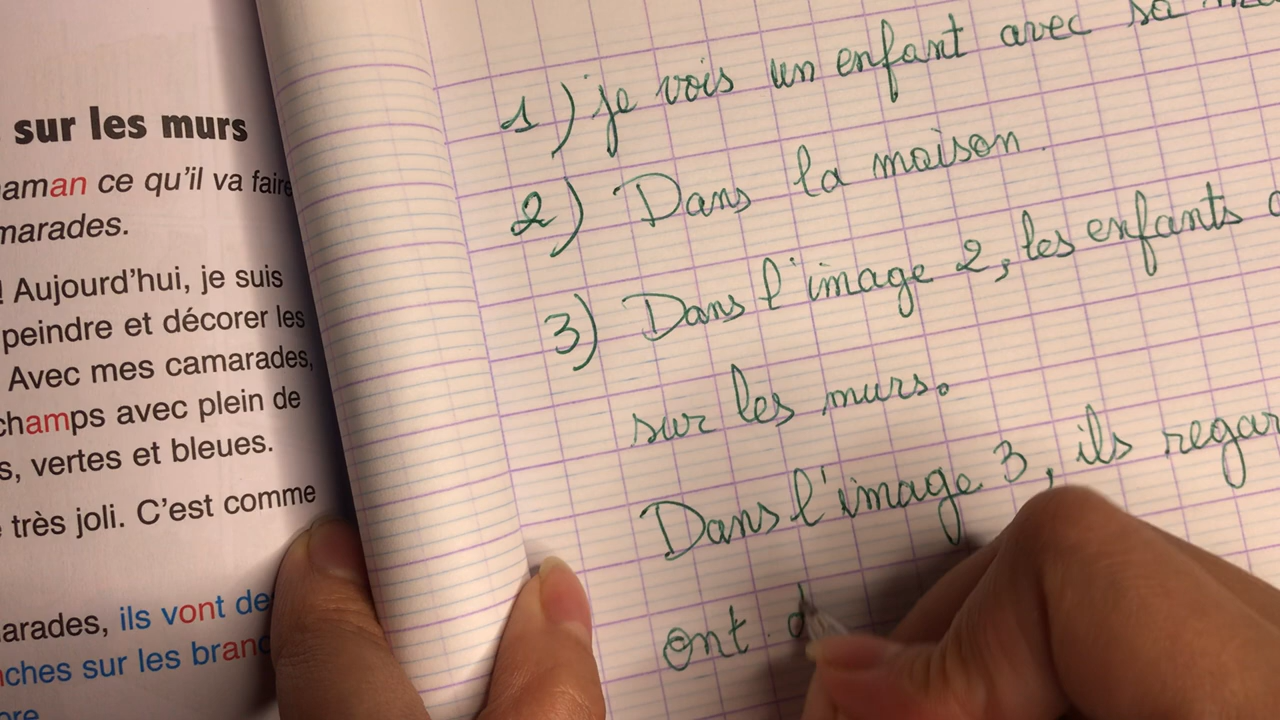 sur les murs
aman ce qu'il va faire
marades.
! Aujourd'hui, je suis
peindre et décorer les
Avec mes camarades,
champs avec plein de
s, vertes et bleues.
très joli. C'est comme
arades, ils vont de
nches sur les branc
1) je vois un enfant avec sa
2) Dans la maison.
3) Dans l'image 2, les enfants
sur les murs.
Dans l'image 3, ils regar
ont d